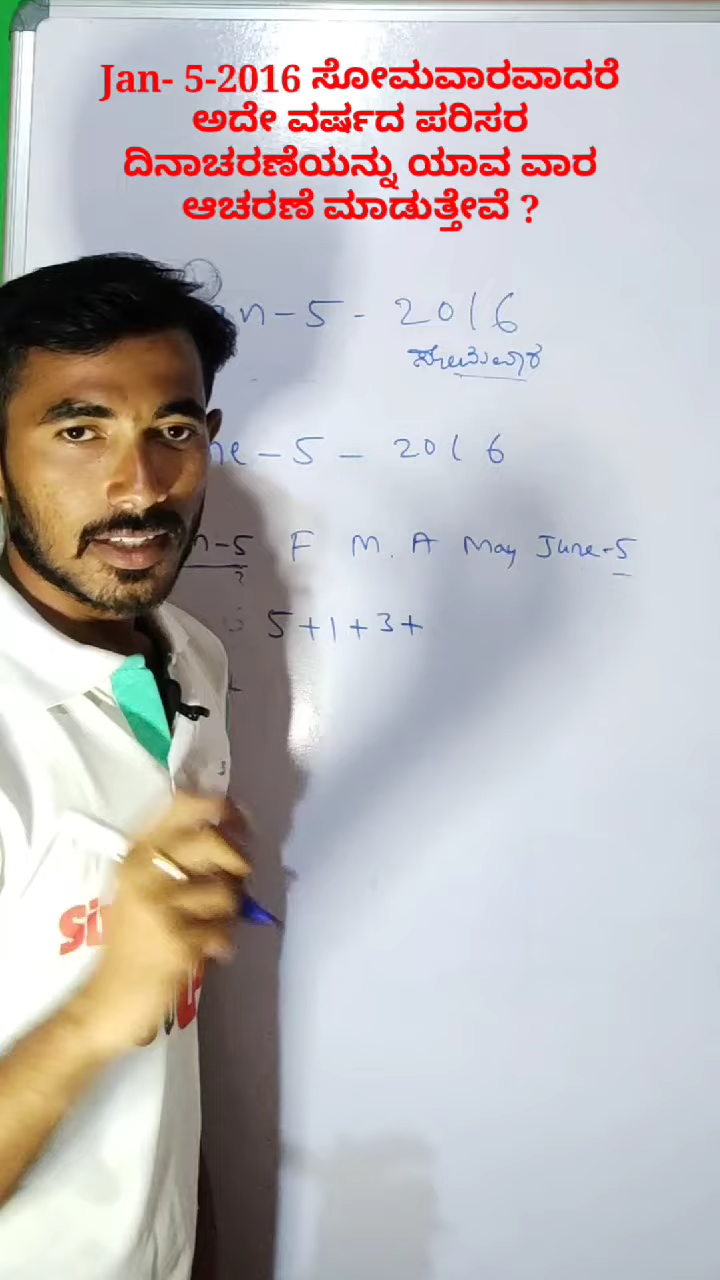 Jan- 5-2016 ಸೋಮವಾರವಾದರೆ
ಅದೇ ವರ್ಷದ ಪರಿಸರ
ದಿನಾಚರಣೆಯನ್ನು ಯಾವ ವಾರ
ಆಚರಣೆ ಮಾಡುತ್ತೇವೆ ?
an-5-2016
ಸೋಮವಾರ
ne-5-2016
n-5 F M. A May June-5
5+1+3+